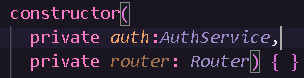 constructor(
private auth:AuthService,
private router: Router) { }